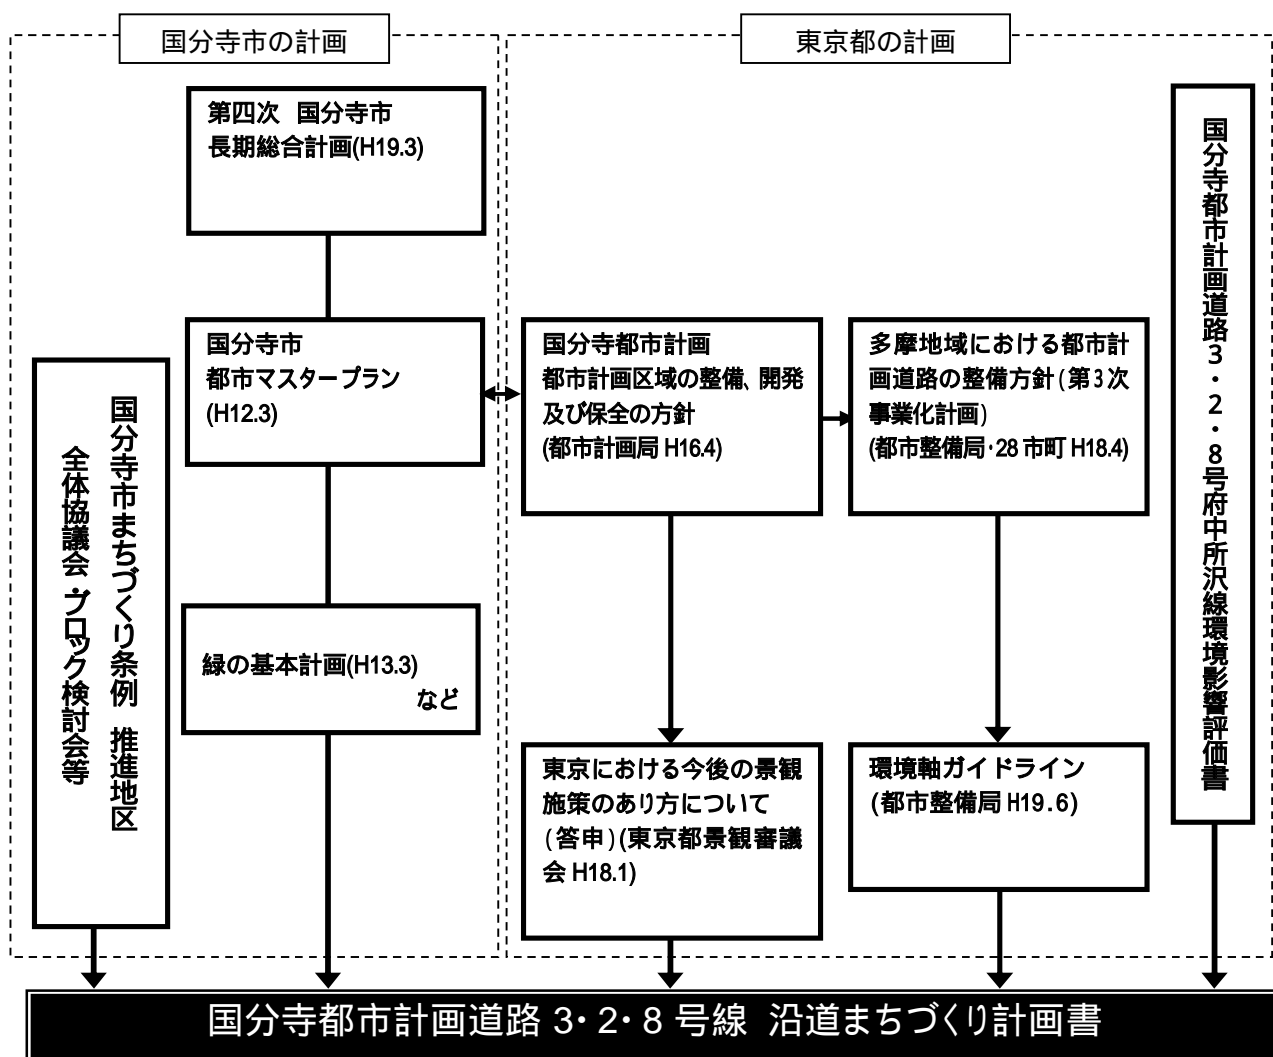 国分寺市の計画
東京都の計画
第四次 国分寺市
長期総合計画(H19.3)
国分寺市
都市マスタープラン
(H12.3)
緑の基本計画(H13.3)
など
国分寺市まちづくり条例 推進地区
全体協議会・ブロック検討会等
国分寺都市計画
都市計画区域の整備、開発
及び保全の方針
(都市計画局 H16.4)
多摩地域における都市計
画道路の整備方針(第3次
事業化計画)
(都市整備局・28市町 H18.4)
東京における今後の景観
施策のあり方について
(答申)(東京都景観審議
会 H18.1)
環境軸ガイドライン
(都市整備局 H19.6)
国分寺都市計画道路3・2・8号府中所沢線環境影響評価書
国分寺都市計画道路 3・2・8 号線 沿道まちづくり計画書